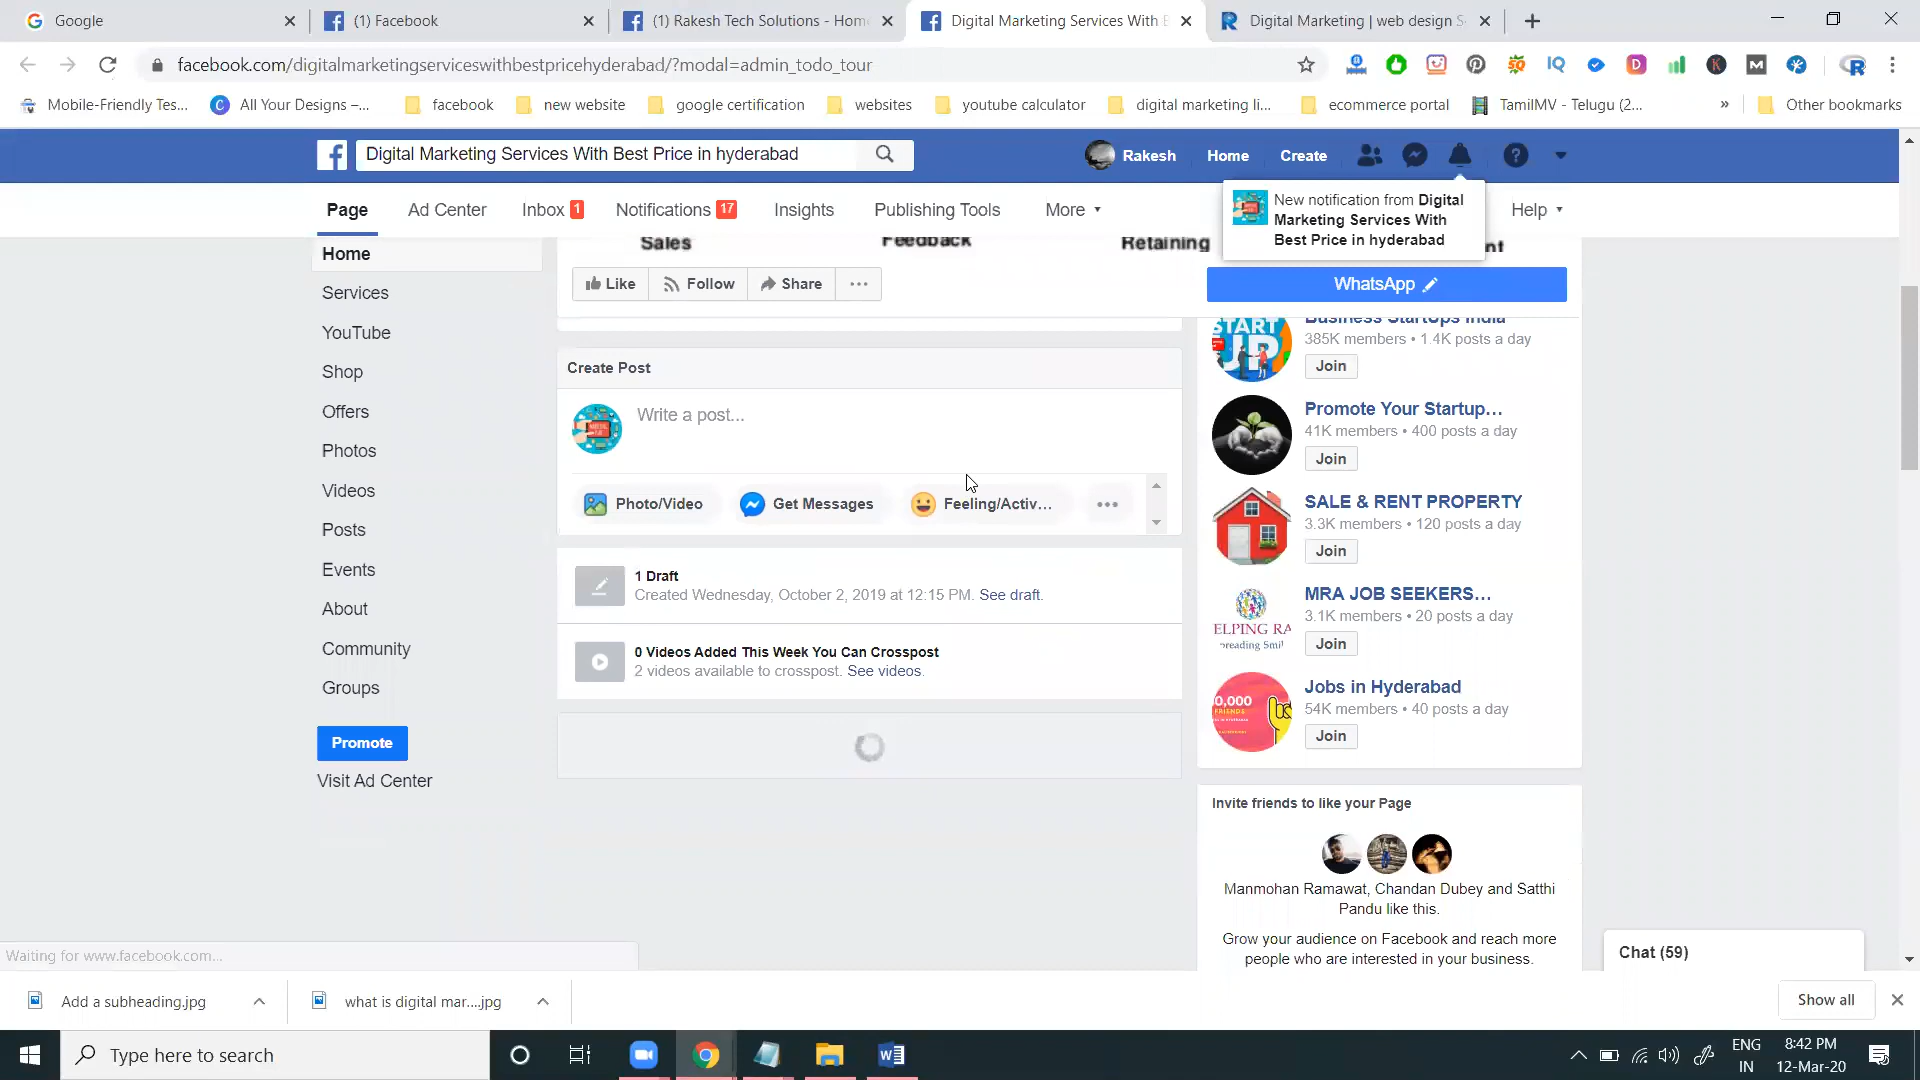 Google
(1) Facebook
(1) Rakesh Tech Solutions - Home
Digital Marketing Services With B
Digital Marketing | web design S
facebook.com/digitalmarketingserviceswithbestpricehyderabad/?modal=admin_todo_tour
Mobile-Friendly Tes...
All Your Designs –...
facebook
new website
google certification
websites
youtube calculator
digital marketing li...
ecommerce portal
TamilMV - Telugu (2...
»
Other bookmarks
Digital Marketing Services With Best Price in hyderabad
Rakesh
Home
Create
Page
Ad Center
Inbox 1
Notifications 17
Insights
Publishing Tools
More
Help
New notification from Digital
Marketing Services With
Best Price in hyderabad
Sales
Feedback
Retaining
Like
Follow
Share
WhatsApp
Home
Services
YouTube
Shop
Offers
Photos
Videos
Posts
Events
About
Community
Groups
Promote
Visit Ad Center
Create Post
Write a post...
Photo/Video
Get Messages
Feeling/Activ...
1 Draft
Created Wednesday, October 2, 2019 at 12:15 PM. See draft.
0 Videos Added This Week You Can Crosspost
2 videos available to crosspost. See videos.
START
UP
Business StartUps India
385K members • 1.4K posts a day
Join
Promote Your Startup...
41K members • 400 posts a day
Join
SALE & RENT PROPERTY
3.3K members • 120 posts a day
Join
ELPING RA
MRA JOB SEEKERS...
3.1K members • 20 posts a day
Join
Jobs in Hyderabad
54K members • 40 posts a day
Join
Invite friends to like your Page
Manmohan Ramawat, Chandan Dubey and Satthi
Pandu like this.
Grow your audience on Facebook and reach more
people who are interested in your business.
Chat (59)
Waiting for www.facebook.com...
Add a subheading.jpg
what is digital mar....jpg
Show all
Type here to search
ENG
IN
8:42 PM
12-Mar-20